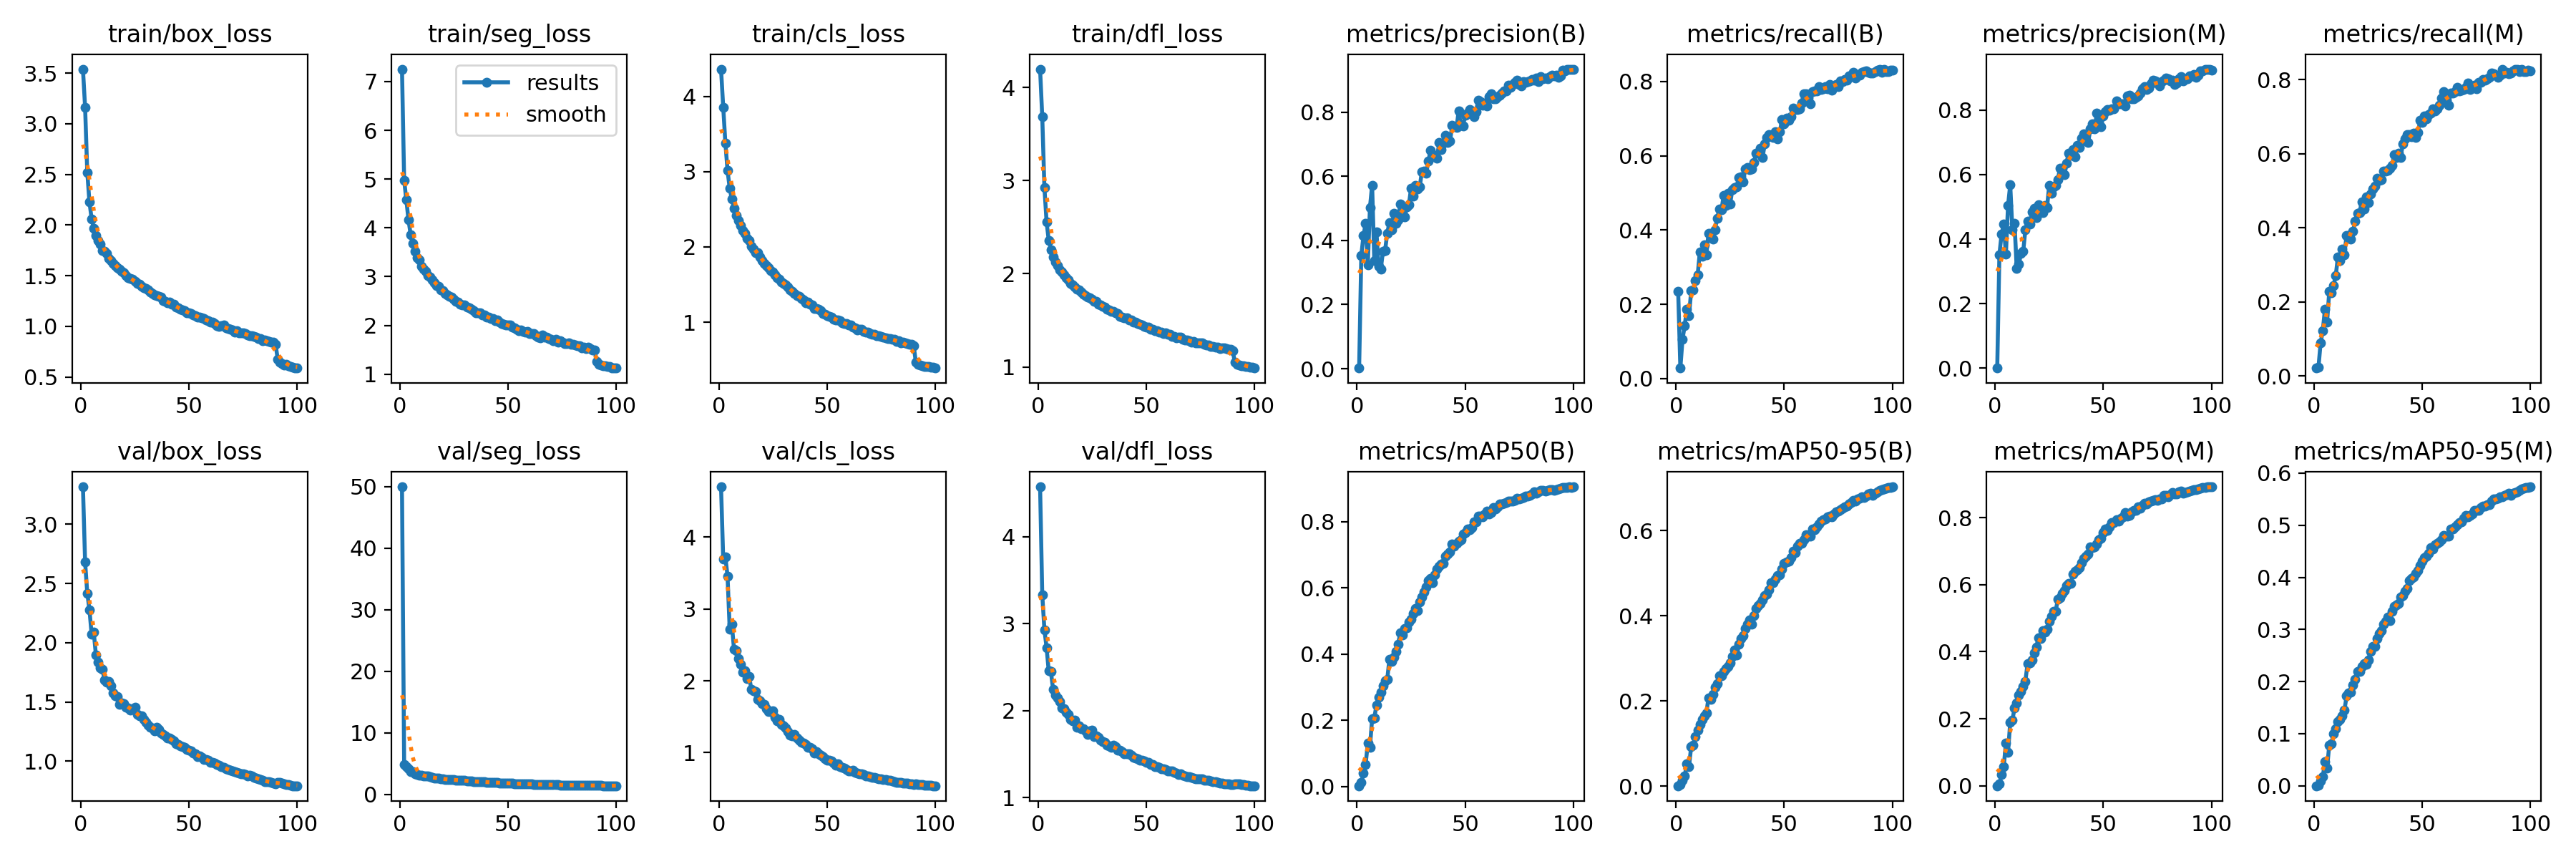 train/box_loss
3.5
3.0
2.5
2.0
1.5
1.0
0.5
0 50 100
train/seg_loss
results
smooth
7
6
5
4
3
2
1
0 50 100
train/cls_loss
4
3
2
1
0 50 100
train/dfl_loss
4
3
2
1
0 50 100
metrics/precision(B)
0.8
0.6
0.4
0.2
0.0
0 50 100
metrics/recall(B)
0.8
0.6
0.4
0.2
0.0
0 50 100
metrics/precision(M)
0.8
0.6
0.4
0.2
0.0
0 50 100
metrics/recall(M)
0.8
0.6
0.4
0.2
0.0
0 50 100
val/box_loss
3.0
2.5
2.0
1.5
1.0
0 50 100
val/seg_loss
50
40
30
20
10
0
0 50 100
val/cls_loss
4
3
2
1
0 50 100
val/dfl_loss
4
3
2
1
0 50 100
metrics/mAP50(B)
0.8
0.6
0.4
0.2
0.0
0 50 100
metrics/mAP50-95(B)
0.6
0.4
0.2
0.0
0 50 100
metrics/mAP50(M)
0.8
0.6
0.4
0.2
0.0
0 50 100
metrics/mAP50-95(M)
0.6
0.5
0.4
0.3
0.2
0.1
0.0
0 50 100